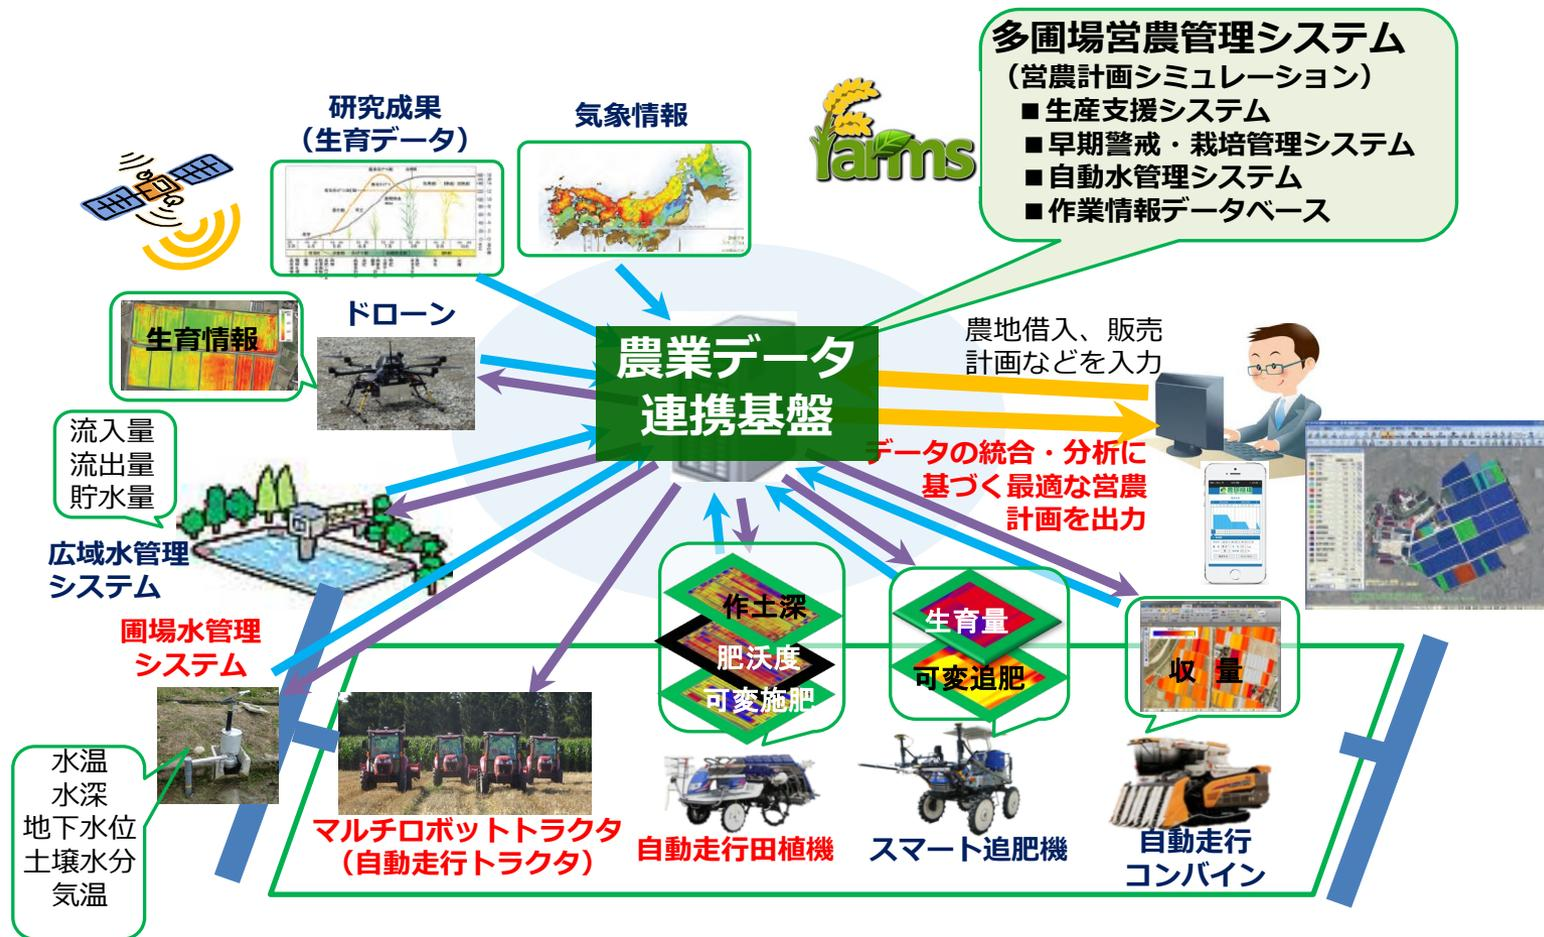 多圃場営農管理システム
（営農計画シミュレーション）
■生産支援システム
■早期警戒・栽培管理システム
■自動水管理システム
■作業情報データベース
farms
研究成果
（生育データ）
気象情報
ドローン
生育情報
農業データ
連携基盤
農地借入、販売
計画などを入力
データの統合・分析に
基づく最適な営農
計画を出力
流入量
流出量
貯水量
広域水管理
システム
圃場水管理
システム
水温
水深
地下水位
土壌水分
気温
作土深
肥沃度
可変施肥
生育量
可変追肥
収 量
マルチロボットトラクタ
（自動走行トラクタ）
自動走行田植機
スマート追肥機
自動走行
コンバイン